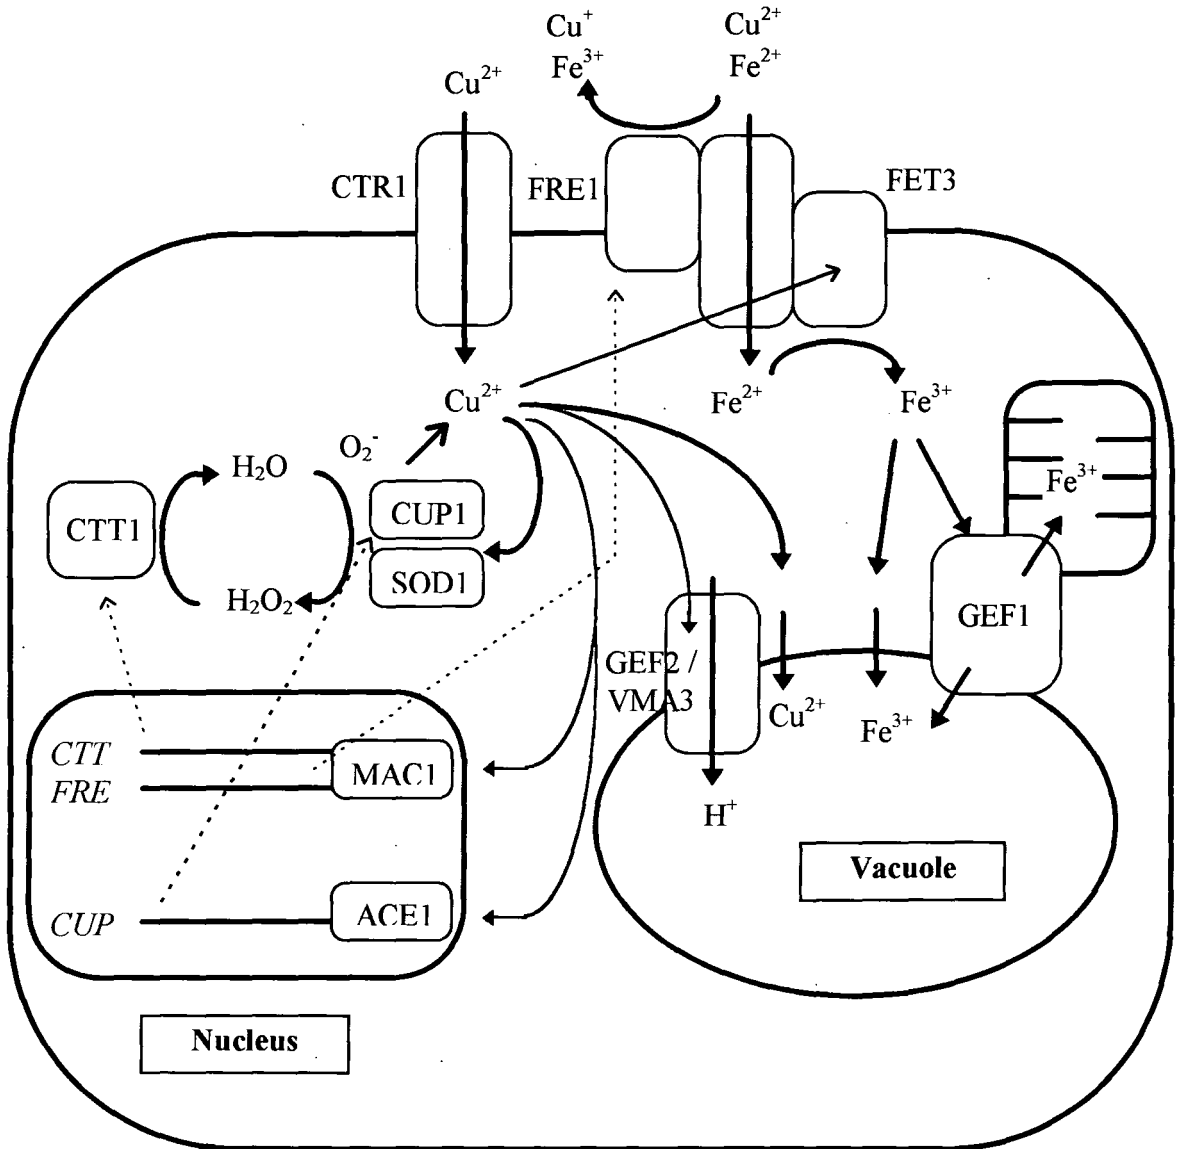 Cu⁺
Fe³⁺
Cu²⁺
Fe²⁺
Cu²⁺
CTR1
FRE1
FET3
Cu²⁺
Fe²⁺
Fe³⁺
O₂⁻
H₂O
CTT1
CUP1
SOD1
H₂O₂
Fe³⁺
GEF1
GEF2 /
VMA3
Cu²⁺
Fe³⁺
H⁺
CTT
FRE
MAC1
CUP
ACE1
Vacuole
Nucleus